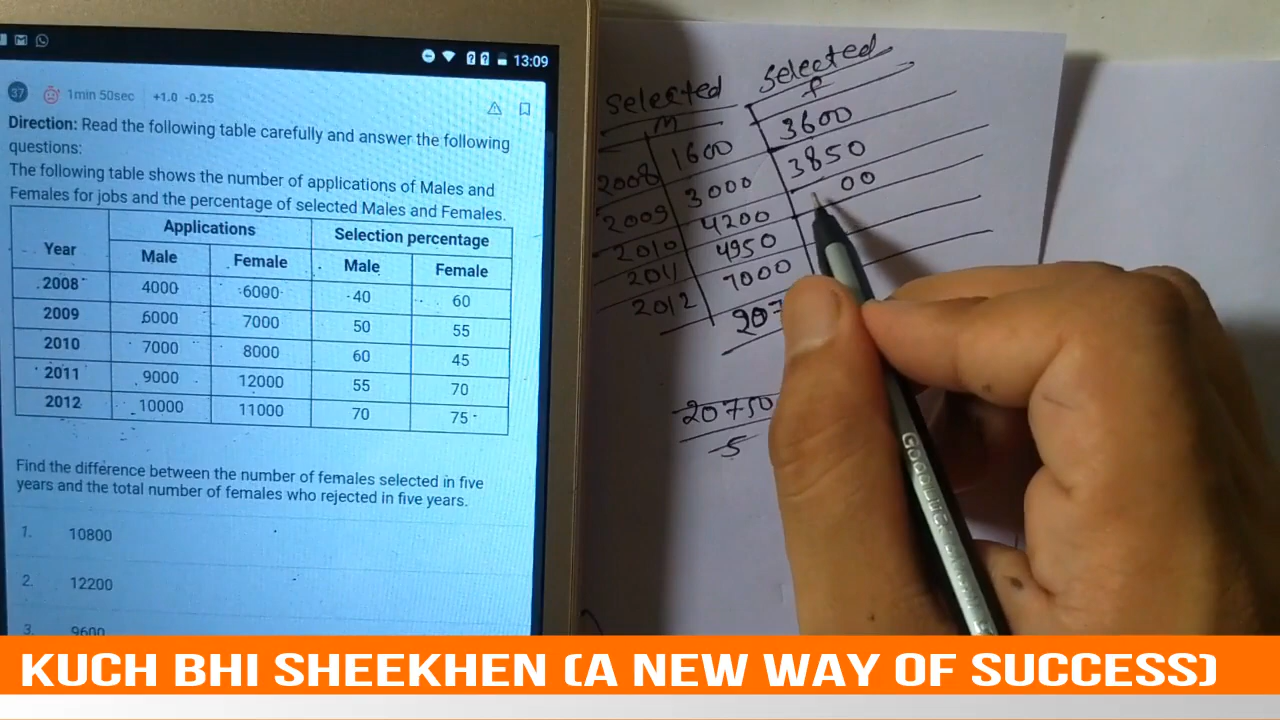 13:09
37 1min 50sec +1.0 -0.25
Direction: Read the following table carefully and answer the following
questions:
The following table shows the number of applications of Males and
Females for jobs and the percentage of selected Males and Females.
Year Applications Selection percentage
Male Female Male Female
2008 4000 6000 40 60
2009 6000 7000 50 55
2010 7000 8000 60 45
2011 9000 12000 55 70
2012 10000 11000 70 75
Find the difference between the number of females selected in five
years and the total number of females who rejected in five years.
1. 10800
2. 12200
3. 9600
selected selected
M f
2008 1600 3600
2009 3000 3850
2010 4200 00
2011 4950
2012 7000
207
20750
5
GOODLUCK
KUCH BHI SHEEKHEN (A NEW WAY OF SUCCESS)